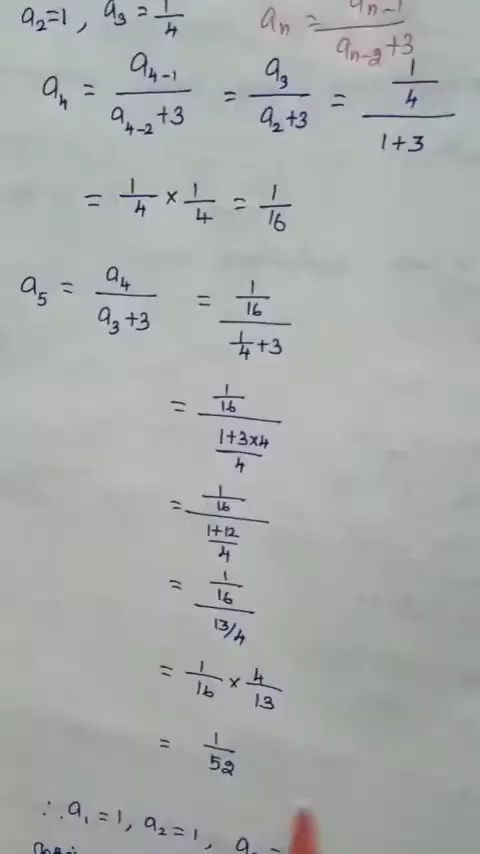 a₂=1, a₃=1/4 aₙ = aₙ₋₁/(aₙ₋₂+3)
a₄ = a₄₋₁/(a₄₋₂+3) = a₃/(a₂+3) = (1/4)/(1+3)
= 1/4 × 1/4 = 1/16
a₅ = a₄/(a₃+3) = (1/16)/(1/4+3)
= (1/16)/((1+3×4)/4)
= (1/16)/((1+12)/4)
= (1/16)/(13/4)
= 1/16 × 4/13
= 1/52
∴ a₁=1, a₂=1,